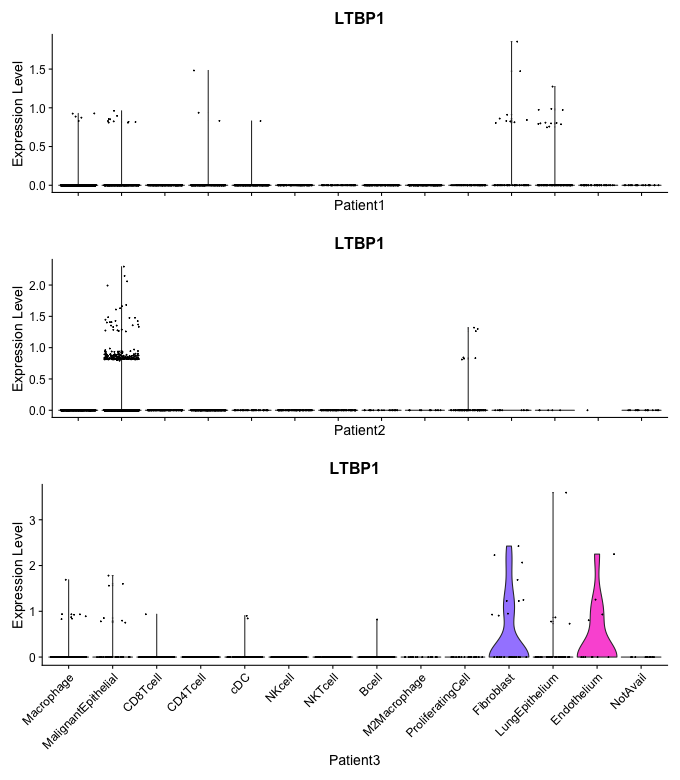 LTBP1
Expression Level
1.5
1.0
0.5
0.0
Patient1
LTBP1
Expression Level
2.0
1.5
1.0
0.5
0.0
Patient2
LTBP1
Expression Level
3
2
1
0
Macrophage
MalignantEpithelial
CD8Tcell
CD4Tcell
cDC
NKcell
NKTcell
Bcell
M2Macrophage
ProliferatingCell
Fibroblast
LungEpithelium
Endothelium
NotAvail
Patient3